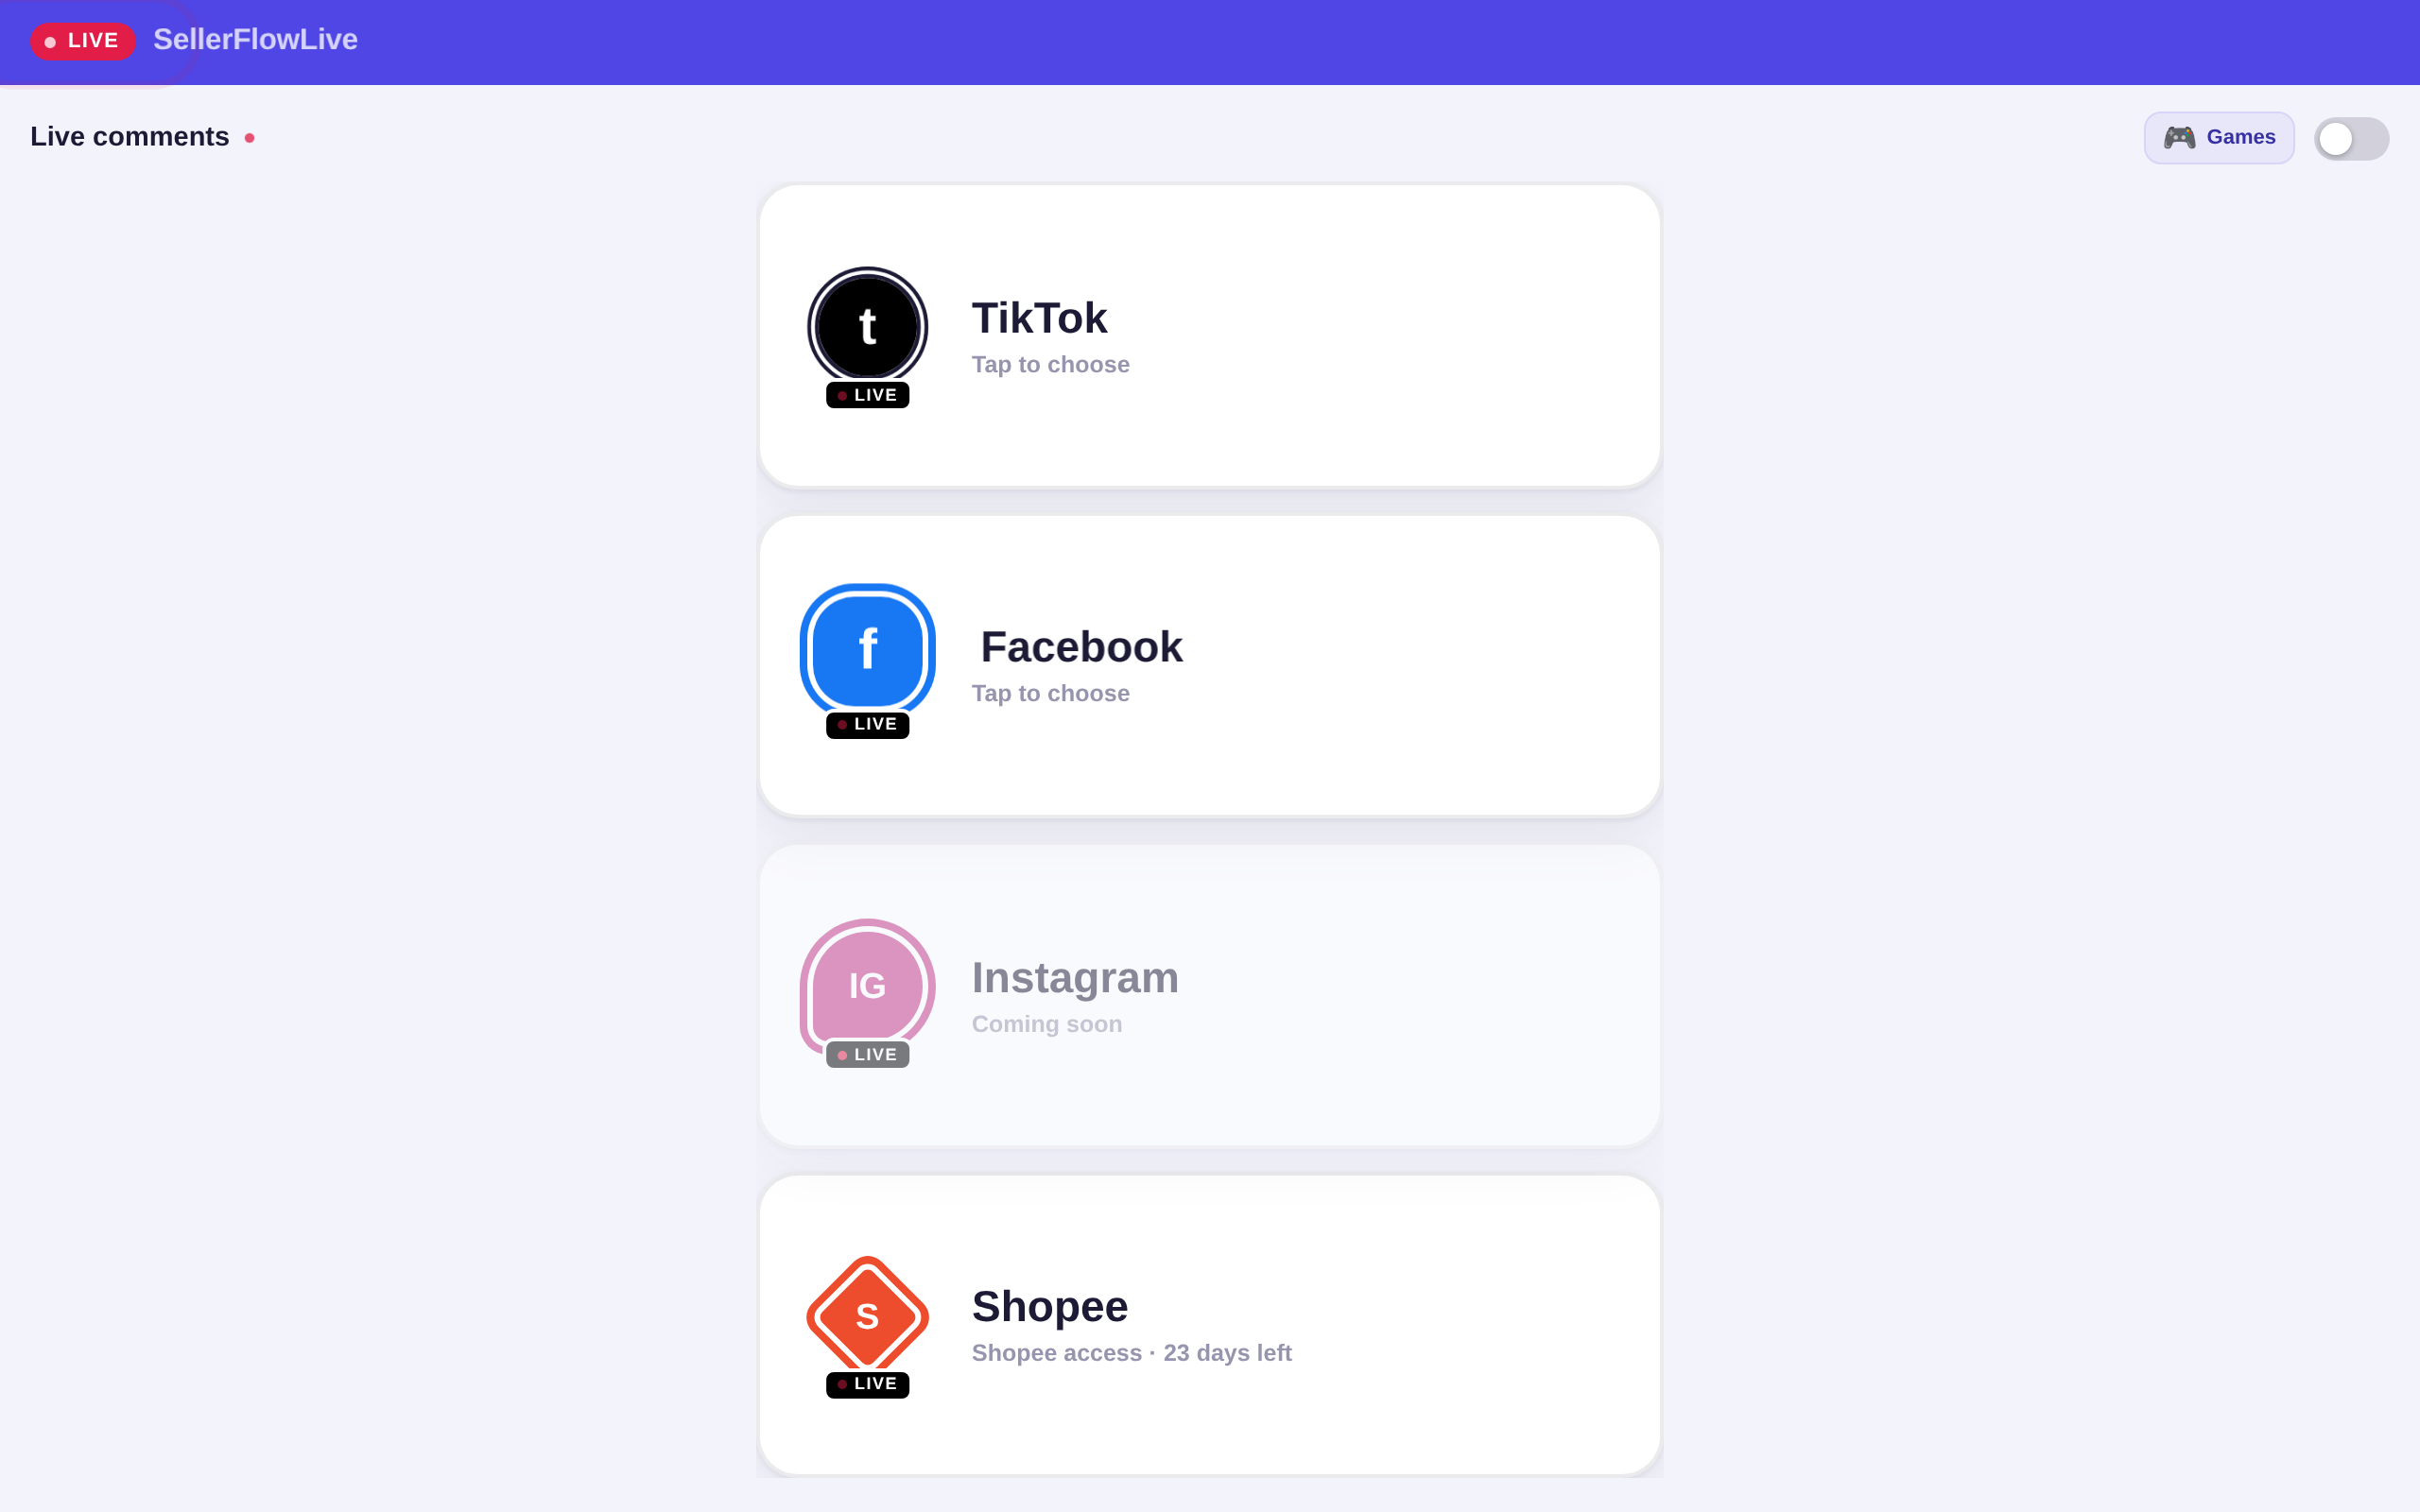 LIVE SellerFlowLive
Live comments
Games
t
TikTok
Tap to choose
LIVE
f
Facebook
Tap to choose
LIVE
IG
Instagram
Coming soon
LIVE
S
Shopee
Shopee access · 23 days left
LIVE